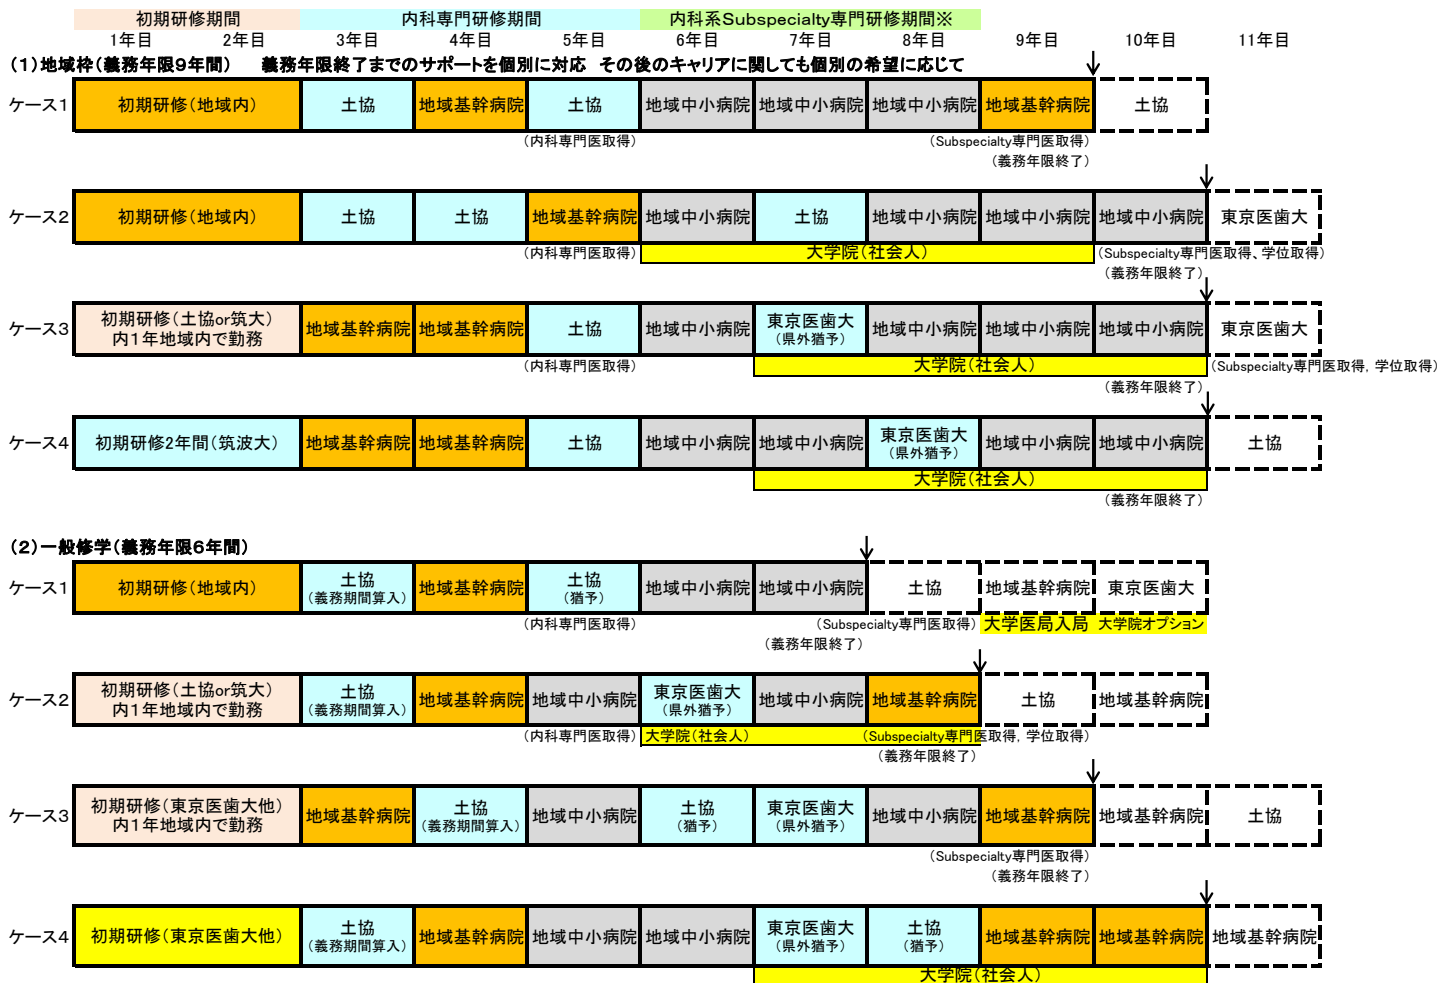 初期研修期間 内科専門研修期間 内科系Subspecialty専門研修期間※
1年目 2年目 3年目 4年目 5年目 6年目 7年目 8年目 9年目 10年目 11年目
(1)地域枠(義務年限9年間) 義務年限終了までのサポートを個別に対応 その後のキャリアに関しても個別の希望に応じて
ケース1 初期研修(地域内) 土協 地域基幹病院 土協 地域中小病院 地域中小病院 地域中小病院 地域基幹病院 土協
(内科専門医取得) (Subspecialty専門医取得)
(義務年限終了)
ケース2 初期研修(地域内) 土協 土協 地域基幹病院 地域中小病院 土協 地域中小病院 地域中小病院 地域中小病院 東京医歯大
(内科専門医取得) 大学院(社会人) (Subspecialty専門医取得、学位取得)
(義務年限終了)
ケース3 初期研修(土協or筑大) 地域基幹病院 地域基幹病院 土協 地域中小病院 東京医歯大 地域中小病院 地域中小病院 地域中小病院 東京医歯大
内1年地域内で勤務 (県外猶予)
(内科専門医取得) 大学院(社会人) (Subspecialty専門医取得, 学位取得)
(義務年限終了)
ケース4 初期研修2年間(筑波大) 地域基幹病院 地域基幹病院 土協 地域中小病院 地域中小病院 東京医歯大 地域中小病院 地域中小病院 土協
(県外猶予)
大学院(社会人)
(義務年限終了)
(2)一般修学(義務年限6年間)
ケース1 初期研修(地域内) 土協 地域基幹病院 土協 地域中小病院 地域中小病院 土協 地域基幹病院 東京医歯大
(義務期間算入) (猶予)
(内科専門医取得) (Subspecialty専門医取得) 大学医局入局 大学院オプション
(義務年限終了)
ケース2 初期研修(土協or筑大) 土協 地域基幹病院 地域中小病院 東京医歯大 地域中小病院 地域基幹病院 土協 地域基幹病院
内1年地域内で勤務 (義務期間算入) (県外猶予)
(内科専門医取得) 大学院(社会人) (Subspecialty専門医取得, 学位取得)
(義務年限終了)
ケース3 初期研修(東京医歯大他) 地域基幹病院 土協 地域中小病院 土協 東京医歯大 地域中小病院 地域基幹病院 地域基幹病院 土協
内1年地域内で勤務 (義務期間算入) (猶予) (県外猶予)
(Subspecialty専門医取得)
(義務年限終了)
ケース4 初期研修(東京医歯大他) 土協 地域基幹病院 地域中小病院 地域中小病院 東京医歯大 土協 地域基幹病院 地域基幹病院 地域基幹病院
(義務期間算入) (県外猶予) (猶予)
大学院(社会人)